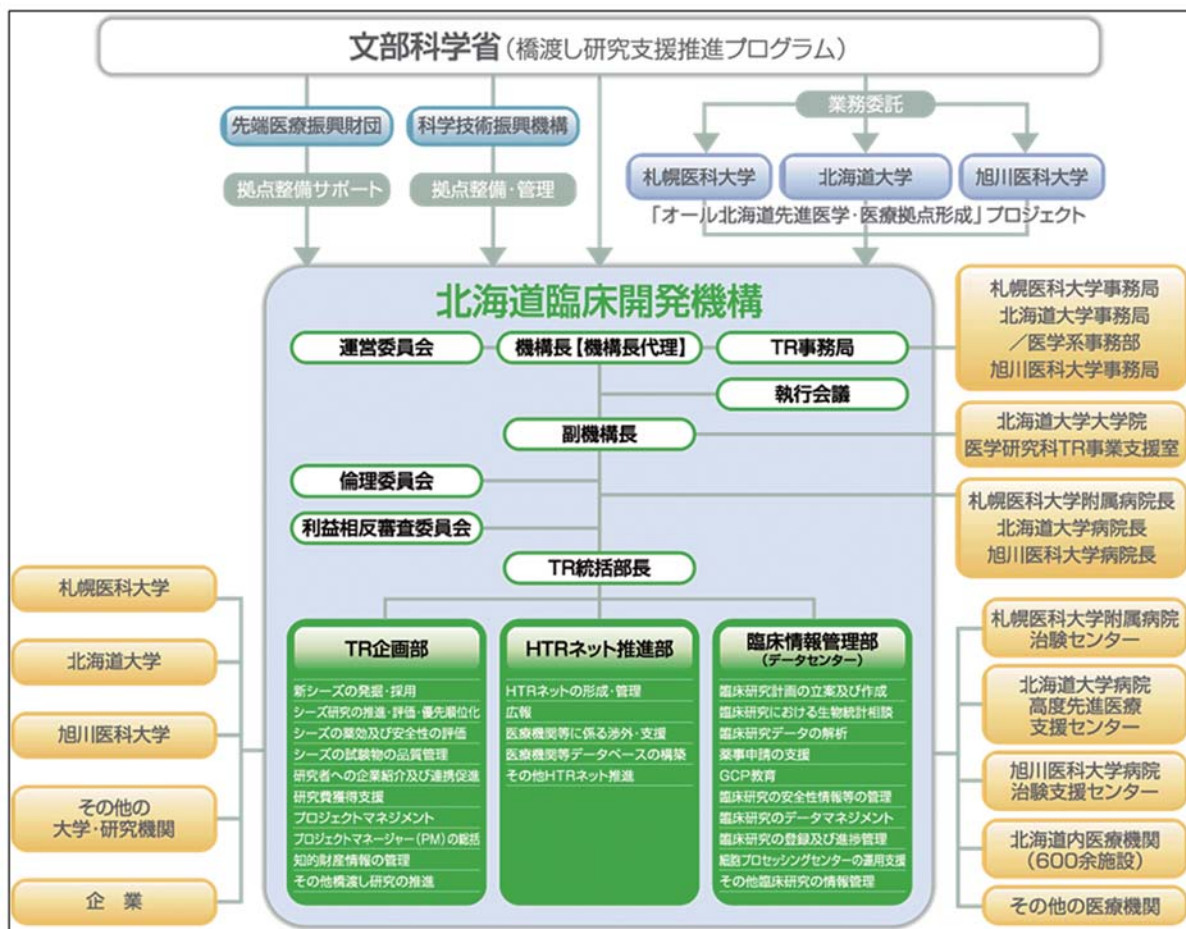 文部科学省(橋渡し研究支援推進プログラム)
先端医療振興財団
科学技術振興機構
業務委託
拠点整備サポート
拠点整備・管理
札幌医科大学
北海道大学
旭川医科大学
「オール北海道先進医学・医療拠点形成」プロジェクト
北海道臨床開発機構
運営委員会
機構長【機構長代理】
TR事務局
執行会議
副機構長
倫理委員会
利益相反審査委員会
TR統括部長
札幌医科大学事務局
北海道大学事務局
/医学系事務部
旭川医科大学事務局
北海道大学大学院
医学研究科TR事業支援室
札幌医科大学附属病院長
北海道大学病院長
旭川医科大学病院長
札幌医科大学
北海道大学
旭川医科大学
その他の
大学・研究機関
企 業
TR企画部
新シーズの発掘・採用
シーズ研究の推進・評価・優先順位化
シーズの薬効及び安全性の評価
シーズの試験物の品質管理
研究者への企業紹介及び連携促進
研究費獲得支援
プロジェクトマネジメント
プロジェクトマネージャー(PM)の総括
知的財産情報の管理
その他橋渡し研究の推進
HTRネット推進部
HTRネットの形成・管理
広報
医療機関等に係る渉外・支援
医療機関等データベースの構築
その他HTRネット推進
臨床情報管理部
(データセンター)
臨床研究計画の立案及び作成
臨床研究における生物統計相談
臨床研究データの解析
薬事申請の支援
GCP教育
臨床研究の安全性情報等の管理
臨床研究のデータマネジメント
臨床研究の登録及び進捗管理
細胞プロセッシングセンターの運用支援
その他臨床研究の情報管理
札幌医科大学附属病院
治験センター
北海道大学病院
高度先進医療
支援センター
旭川医科大学病院
治験支援センター
北海道内医療機関
(600余施設)
その他の医療機関